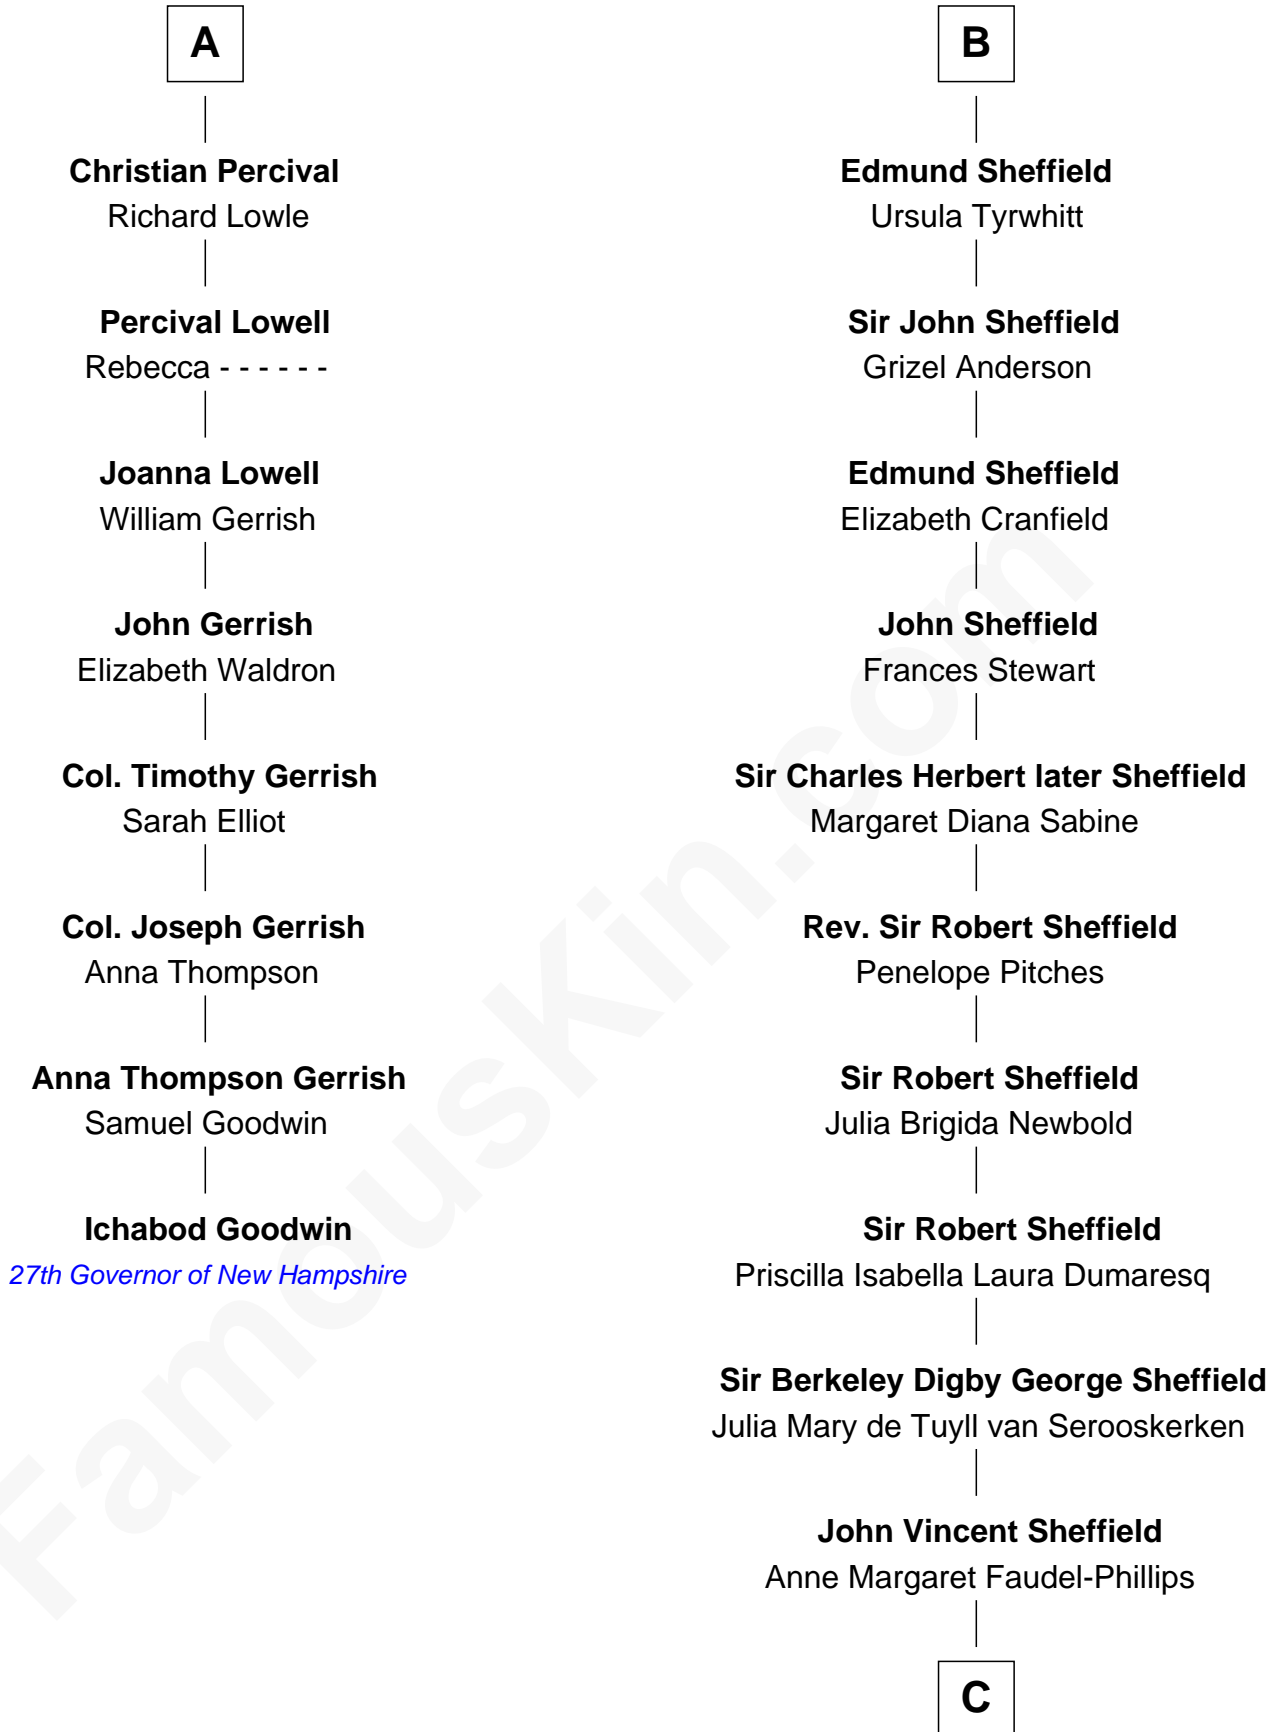 A
Christian Percival
Richard Lowle
Percival Lowell
Rebecca - - - - - -
Joanna Lowell
William Gerrish
John Gerrish
Elizabeth Waldron
Col. Timothy Gerrish
Sarah Elliot
Col. Joseph Gerrish
Anna Thompson
Anna Thompson Gerrish
Samuel Goodwin
Ichabod Goodwin
27th Governor of New Hampshire
B
Edmund Sheffield
Ursula Tyrwhitt
Sir John Sheffield
Grizel Anderson
Edmund Sheffield
Elizabeth Cranfield
John Sheffield
Frances Stewart
Sir Charles Herbert later Sheffield
Margaret Diana Sabine
Rev. Sir Robert Sheffield
Penelope Pitches
Sir Robert Sheffield
Julia Brigida Newbold
Sir Robert Sheffield
Priscilla Isabella Laura Dumaresq
Sir Berkeley Digby George Sheffield
Julia Mary de Tuyll van Serooskerken
John Vincent Sheffield
Anne Margaret Faudel-Phillips
C
FamousKin.com